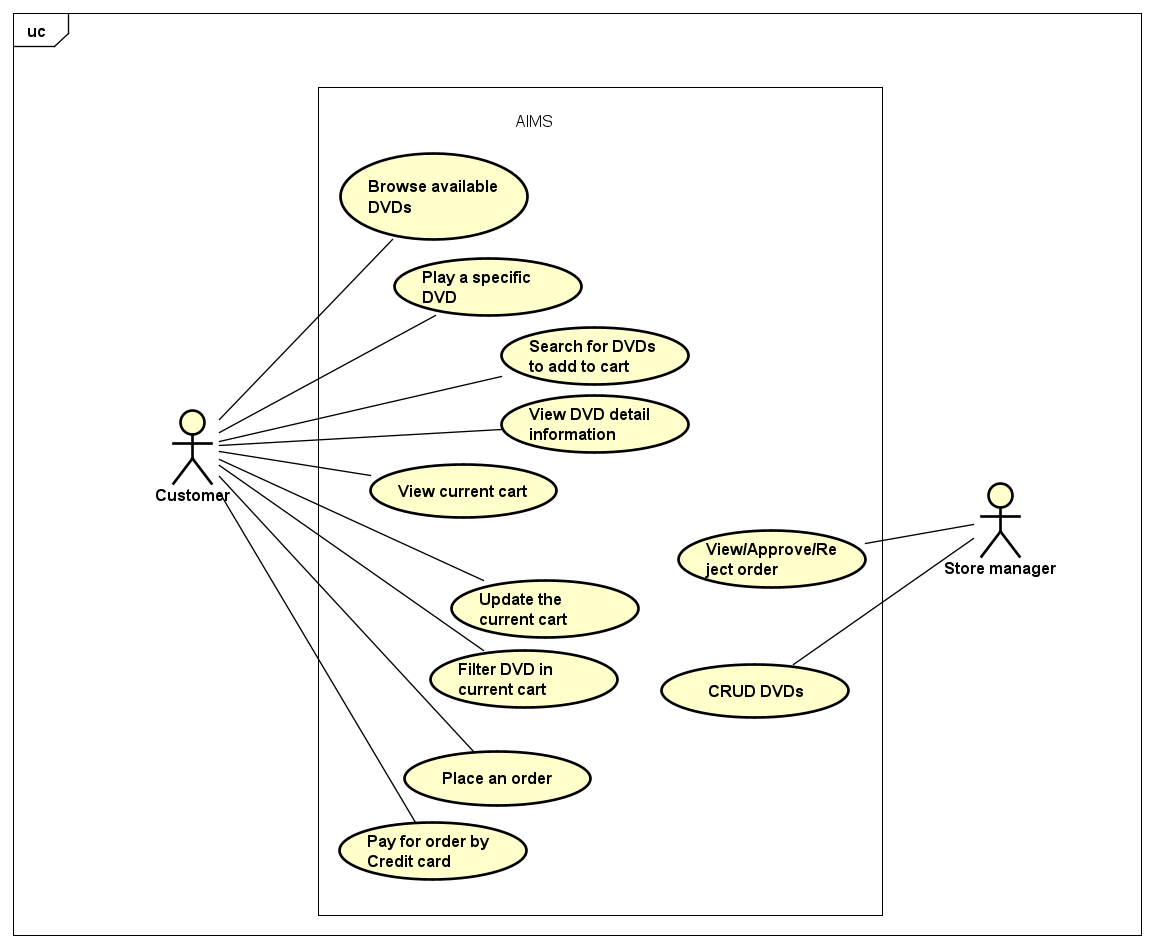 uc
AIMS
Browse available
DVDs
Play a specific
DVD
Search for DVDs
to add to cart
View DVD detail
information
View current cart
Customer
View/Approve/Re
ject order
Store manager
Update the
current cart
Filter DVD in
current cart
CRUD DVDs
Place an order
Pay for order by
Credit card